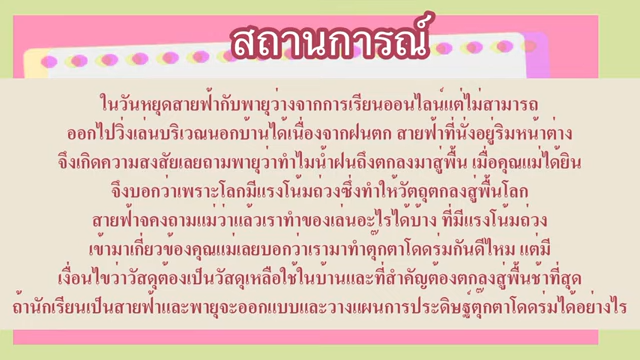 สถานการณ์
ในวันหยุดสายฟ้ากับพายุว่างจากการเรียนออนไลน์แต่ไม่สามารถ
ออกไปวิ่งเล่นบริเวณนอกบ้านได้เนื่องจากฝนตก สายฟ้าที่นั่งอยู่ริมหน้าต่าง
จึงเกิดความสงสัยเลยถามพายุว่าทำไมน้ำฝนถึงตกลงมาสู่พื้น เมื่อคุณแม่ได้ยิน
จึงบอกว่าเพราะโลกมีแรงโน้มถ่วงซึ่งทำให้วัตถุตกลงสู่พื้นโลก
สายฟ้าจคงถามแม่ว่าแล้วเราทำของเล่นอะไรได้บ้าง ที่มีแรงโน้มถ่วง
เข้ามาเกี่ยวข้องคุณแม่เลยบอกว่าเรามาทำตุ๊กตาโดดร่มกันดีไหม แต่มี
เงื่อนไขว่าวัสดุต้องเป็นวัสดุเหลือใช้ในบ้านและที่สำคัญต้องตกลงสู่พื้นช้าที่สุด
ถ้านักเรียนเป็นสายฟ้าและพายุจะออกแบบและวางแผนการประดิษฐ์ตุ๊กตาโดดร่มได้อย่างไร